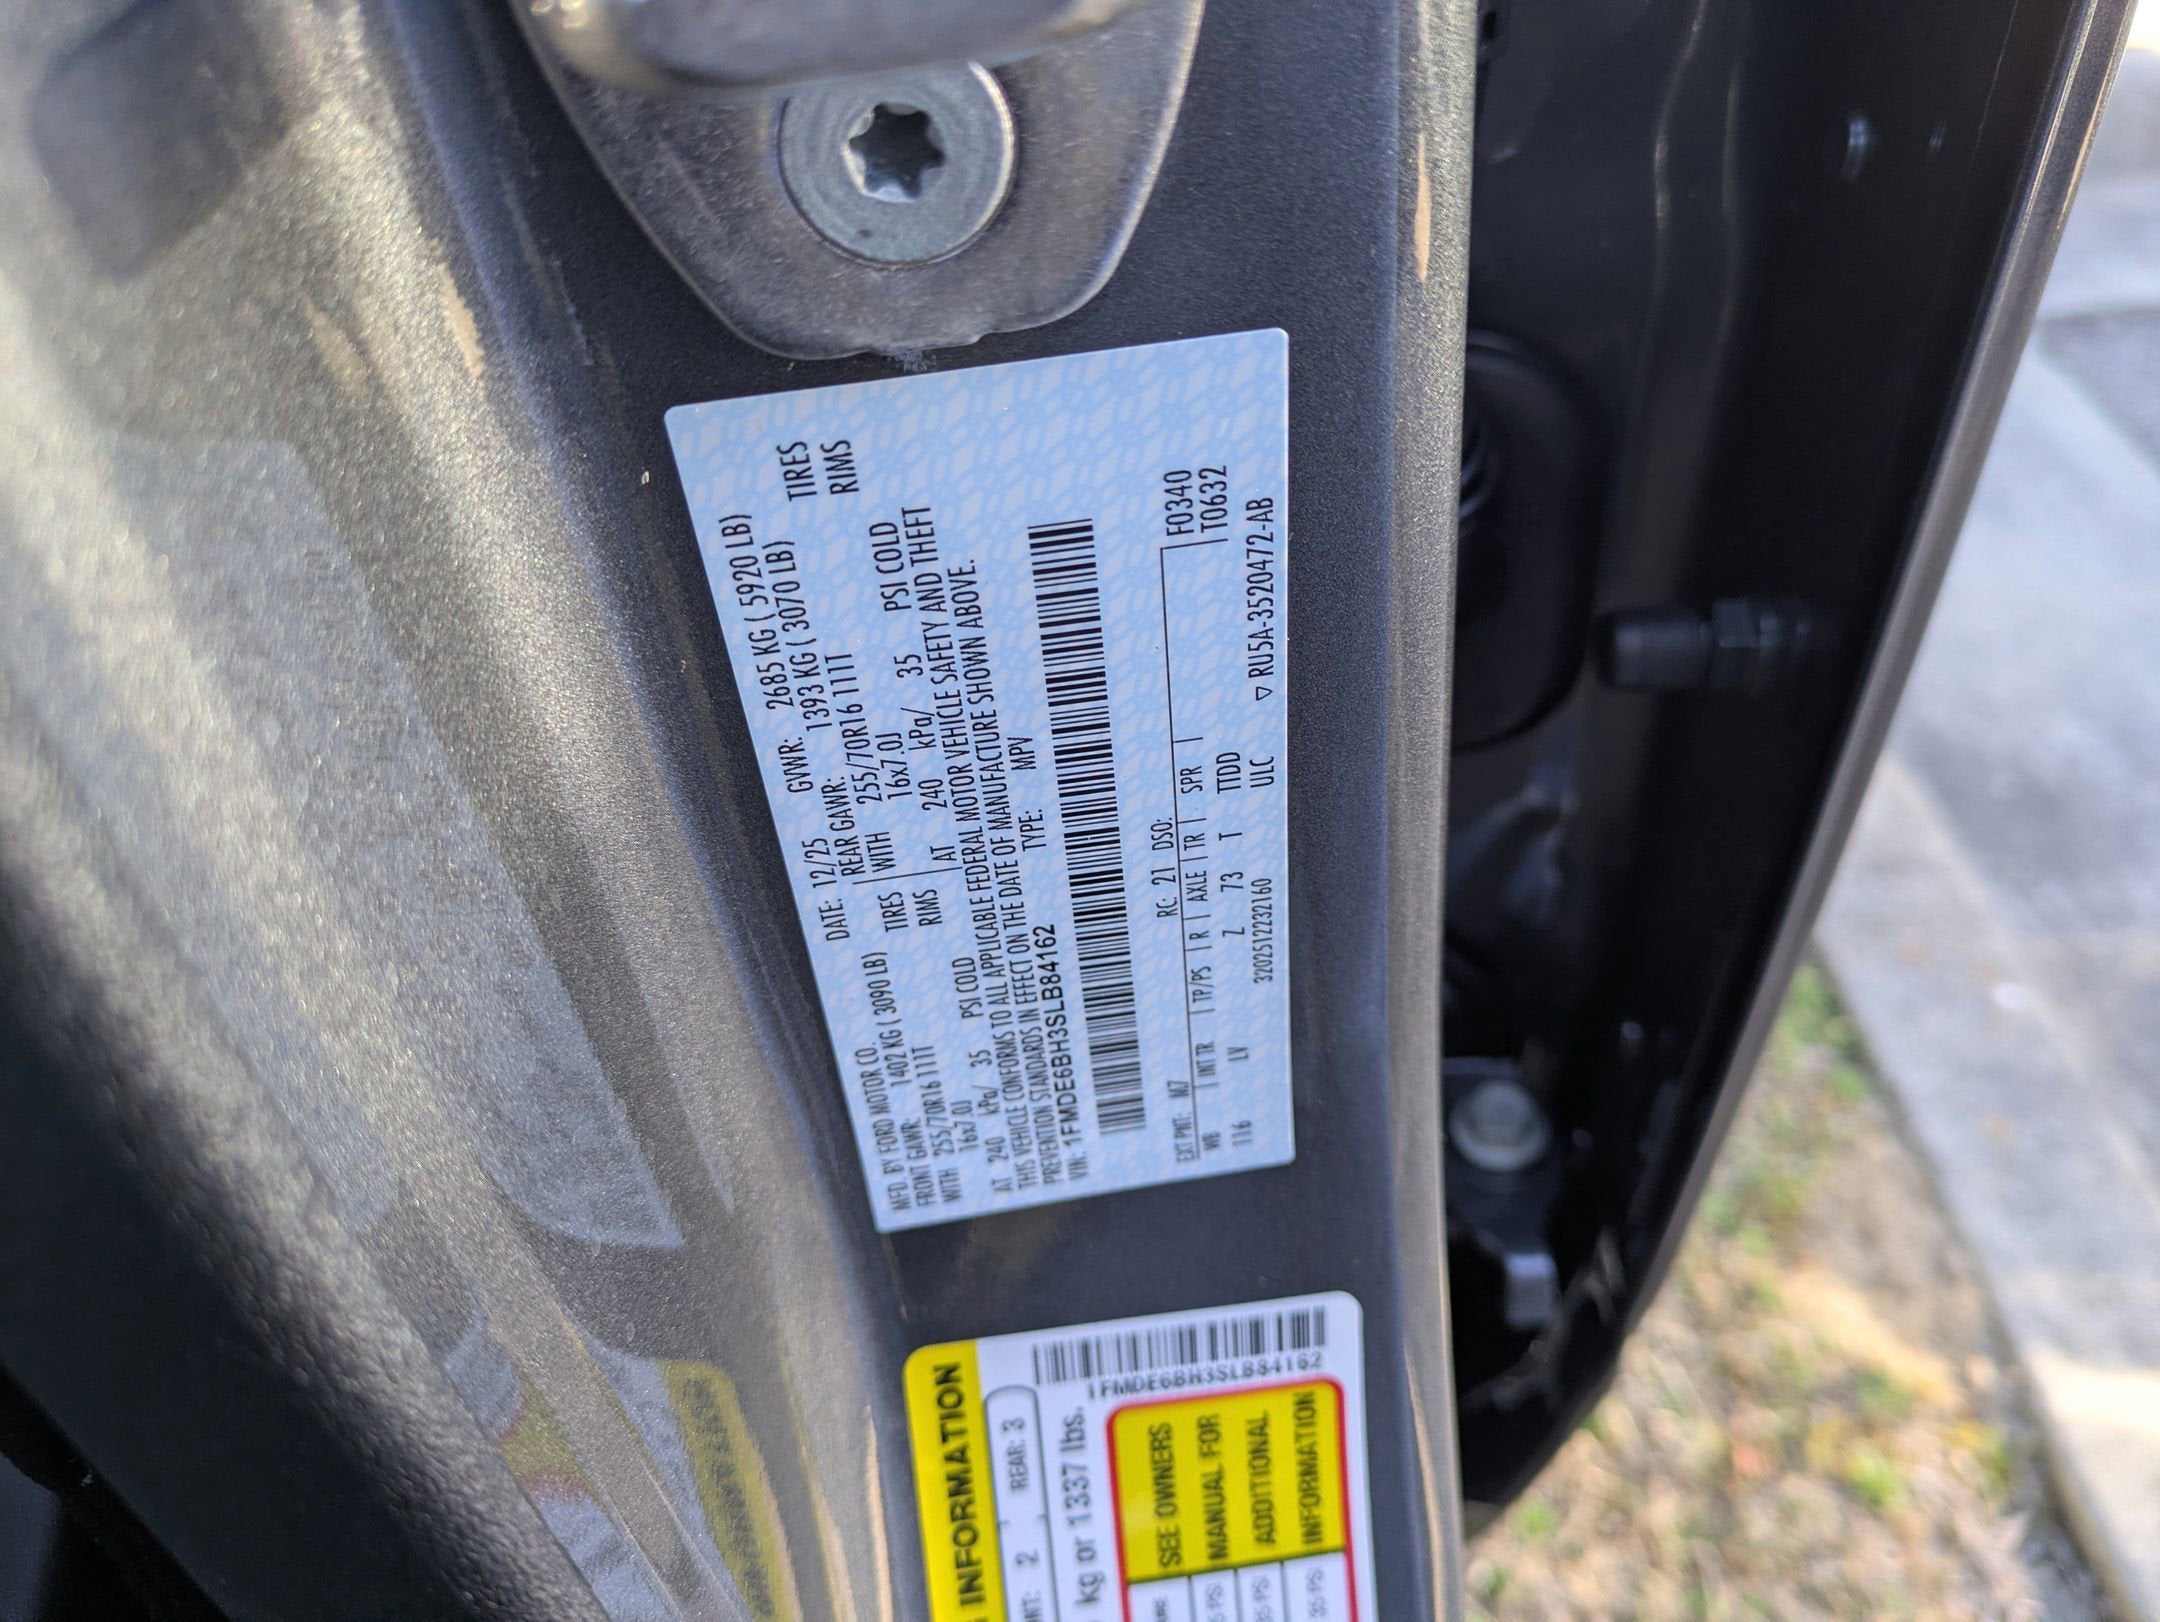 MFD. BY FORD MOTOR CO. DATE: 12/25 GVWR: 2685 KG ( 5920 LB)
FRONT GAWR: 1402 KG ( 3090 LB) REAR GAWR: 1393 KG ( 3070 LB)
WITH 255/70R16 111T TIRES WITH 255/70R16 111T TIRES
16x7.0J RIMS 16x7.0J RIMS
AT 240 kPa/ 35 PSI COLD AT 240 kPa/ 35 PSI COLD
THIS VEHICLE CONFORMS TO ALL APPLICABLE FEDERAL MOTOR VEHICLE SAFETY AND THEFT
PREVENTION STANDARDS IN EFFECT ON THE DATE OF MANUFACTURE SHOWN ABOVE.
VIN: 1FMDE6BH3SLB84162 TYPE: MPV
EXT PNT: M7 RC: 21 DSO: F0340
WB INT TR TP/PS R AXLE TR SPR T0632
116 LV Z 73 T TTDD
3202512232160 ULC ▽ RU5A-3520472-AB
INFORMATION
1FMDE6BH3SLB84162
2 REAR: 3
kg or 1337 lbs.
SEE OWNERS
MANUAL FOR
ADDITIONAL
INFORMATION
35 PSI